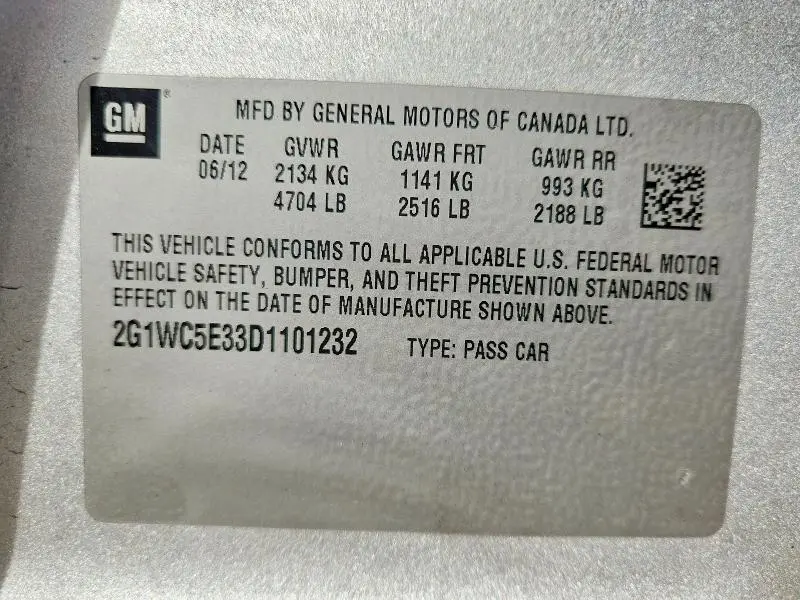 GM ®
MFD BY GENERAL MOTORS OF CANADA LTD.
DATE GVWR GAWR FRT GAWR RR
06/12 2134 KG 1141 KG 993 KG
4704 LB 2516 LB 2188 LB
THIS VEHICLE CONFORMS TO ALL APPLICABLE U.S. FEDERAL MOTOR
VEHICLE SAFETY, BUMPER, AND THEFT PREVENTION STANDARDS IN
EFFECT ON THE DATE OF MANUFACTURE SHOWN ABOVE.
2G1WC5E33D1101232 TYPE: PASS CAR